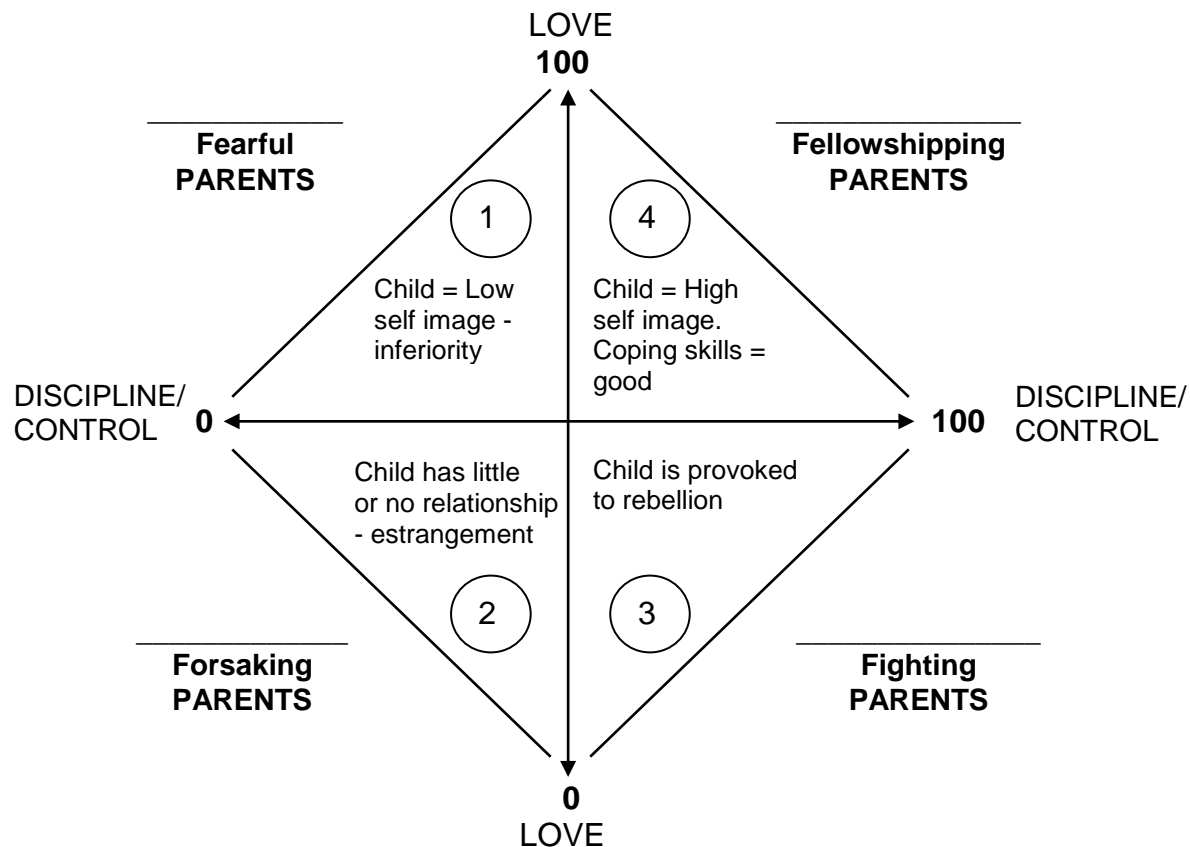 LOVE
100
Fearful
PARENTS
Fellowshipping
PARENTS
1
4
Child = Low
self image -
inferiority
Child = High
self image.
Coping skills =
good
DISCIPLINE/
CONTROL
0
100
DISCIPLINE/
CONTROL
Child has little
or no relationship
- estrangement
Child is provoked
to rebellion
2
3
Forsaking
PARENTS
Fighting
PARENTS
0
LOVE